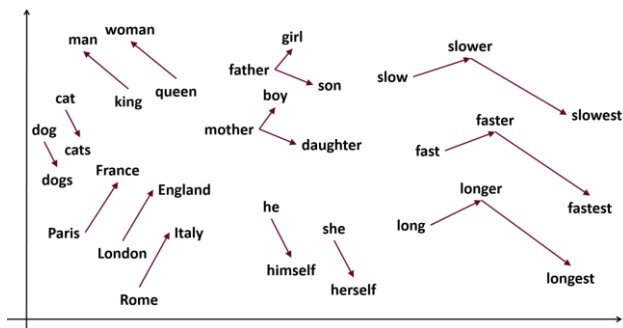 man
woman
king
queen
cat
cats
dog
dogs
France
England
Italy
Paris
London
Rome
girl
father
son
boy
mother
daughter
he
she
himself
herself
slow
slower
slowest
fast
faster
fastest
long
longer
longest